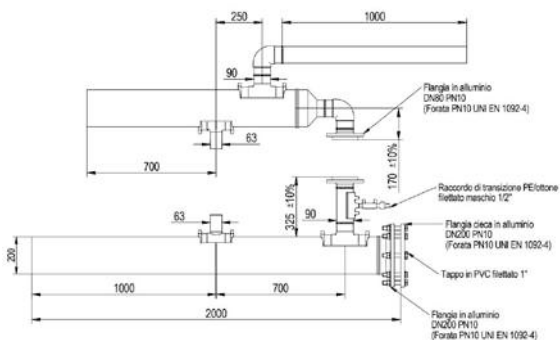 250
1000
90
Flangia in alluminio
DN80 PN10
(Forata PN10 UNI EN 1092-4)
63
700
170 ±10%
325 ±10%
Raccordo di transizione PE/ottone
filettato maschio 1/2"
63
90
Flangia cieca in alluminio
DN200 PN10
(Forata PN10 UNI EN 1092-4)
200
Tappo in PVC filettato 1"
1000
700
2000
Flangia in alluminio
DN200 PN10
(Forata PN10 UNI EN 1092-4)